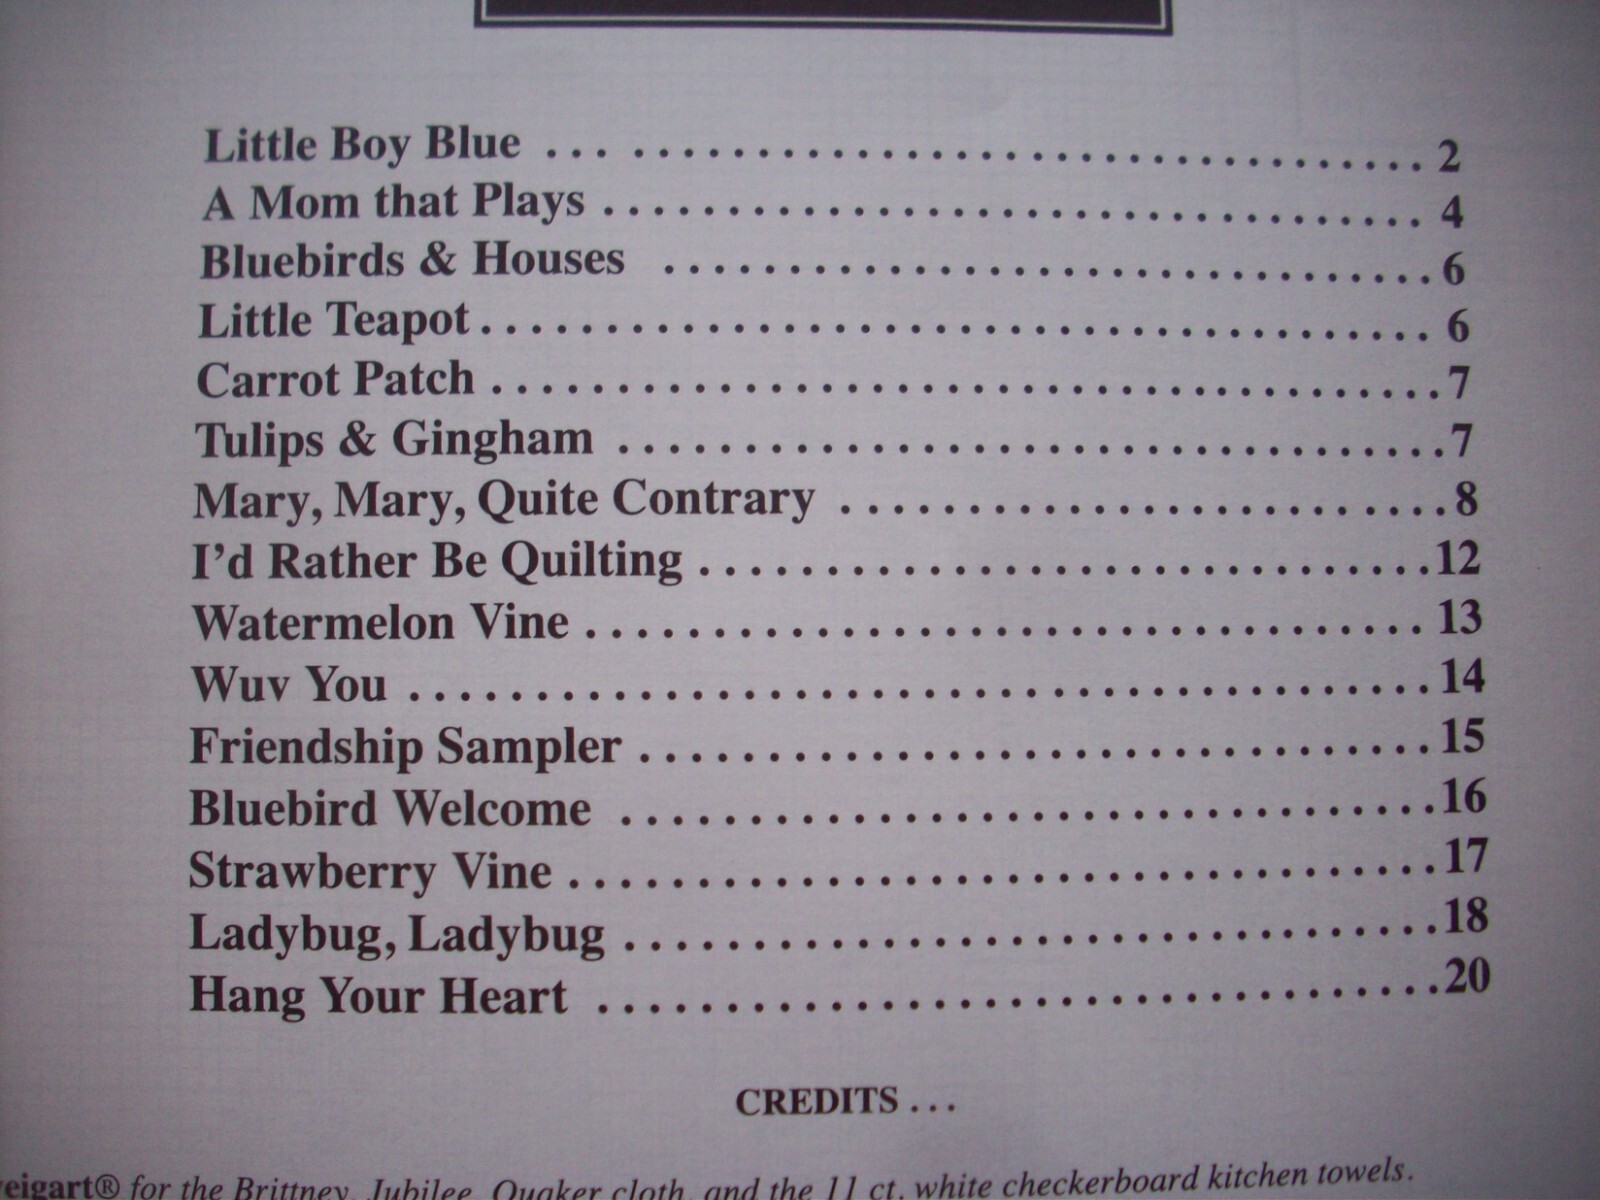 Little Boy Blue ... ................................ 2
A Mom that Plays ................................. 4
Bluebirds & Houses ............................... 6
Little Teapot ...................................... 6
Carrot Patch ...................................... 7
Tulips & Gingham ................................. 7
Mary, Mary, Quite Contrary ........................ 8
I'd Rather Be Quilting ............................. 12
Watermelon Vine ................................. 13
Wuv You ........................................ 14
Friendship Sampler ............................... 15
Bluebird Welcome ................................ 16
Strawberry Vine .................................. 17
Ladybug, Ladybug ................................ 18
Hang Your Heart ................................. 20
CREDITS ...
eigart® for the Brittney, Jubilee, Quaker cloth, and the 11 ct. white checkerboard kitchen towels.